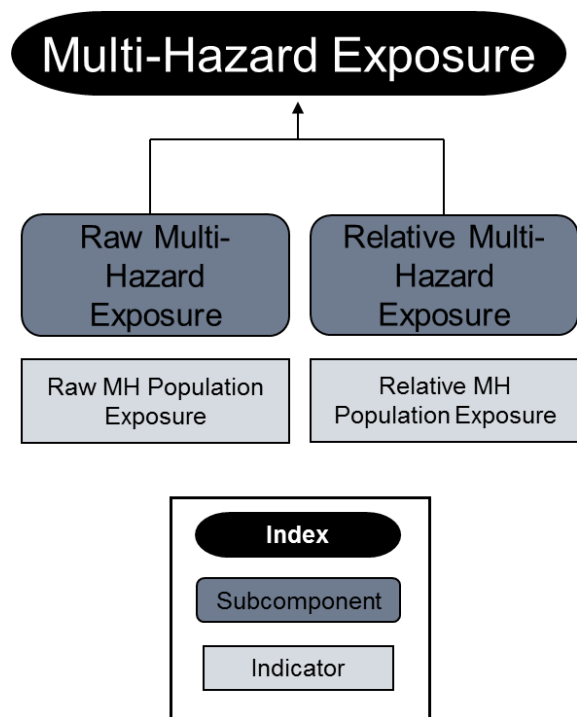 Multi-Hazard Exposure
Raw Multi-
Hazard
Exposure
Relative Multi-
Hazard
Exposure
Raw MH Population
Exposure
Relative MH
Population Exposure
Index
Subcomponent
Indicator